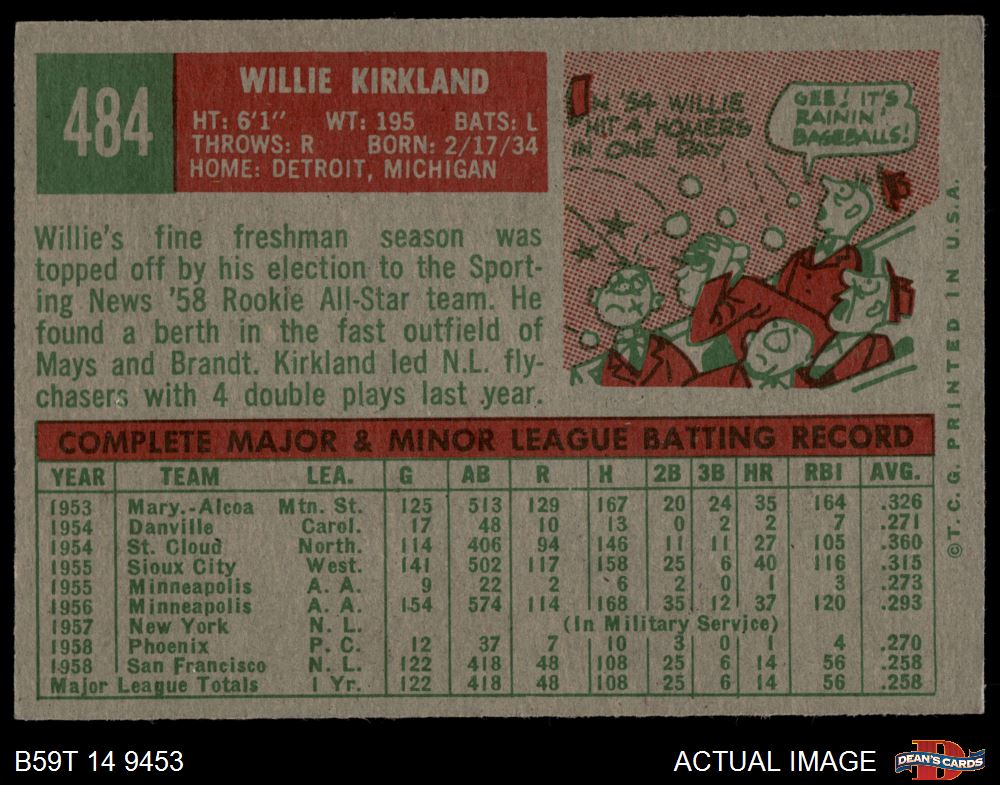 484
WILLIE KIRKLAND
HT: 6'1" WT: 195 BATS: L
THROWS: R BORN: 2/17/34
HOME: DETROIT, MICHIGAN
IN '54 WILLIE
HIT 4 HOMERS
IN ONE DAY
GEE! IT'S
RAININ'
BASEBALLS!
Willie's fine freshman season was
topped off by his election to the Sport-
ing News '58 Rookie All-Star team. He
found a berth in the fast outfield of
Mays and Brandt. Kirkland led N.L. fly-
chasers with 4 double plays last year.
COMPLETE MAJOR & MINOR LEAGUE BATTING RECORD
YEAR TEAM LEA. G AB R H 2B 3B HR RBI AVG.
1953 Mary.-Alcoa Mtn. St. 125 513 129 167 20 24 35 164 .326
1954 Danville Carol. 17 48 10 13 0 2 2 7 .271
1954 St. Cloud North. 114 406 94 146 11 11 27 105 .360
1955 Sioux City West. 141 502 117 158 25 6 40 116 .315
1955 Minneapolis A. A. 9 22 2 6 2 0 1 3 .273
1956 Minneapolis A. A. 154 574 114 168 35 12 37 120 .293
1957 New York N. L. (In Military Service)
1958 Phoenix P. C. 12 37 7 10 3 0 1 4 .270
1958 San Francisco N. L. 122 418 48 108 25 6 14 56 .258
Major League Totals 1 Yr. 122 418 48 108 25 6 14 56 .258
©T. C. G. PRINTED IN U.S.A.
B59T 14 9453
ACTUAL IMAGE
D
DEAN'S CARDS